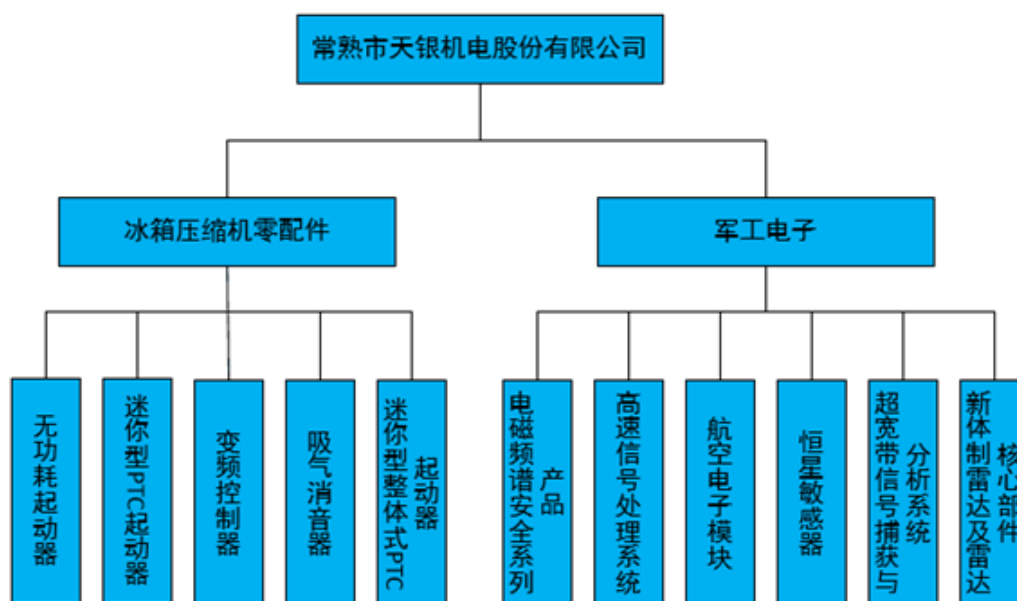 常熟市天银机电股份有限公司
冰箱压缩机零配件
军工电子
无功耗起动器
迷你型PTC起动器
变频控制器
吸气消音器
迷你型整体式PTC
起动器
电磁频谱安全系列
产品
高速信号处理系统
航空电子模块
恒星敏感器
超宽带信号捕获与
分析系统
新体制雷达及雷达
核心部件